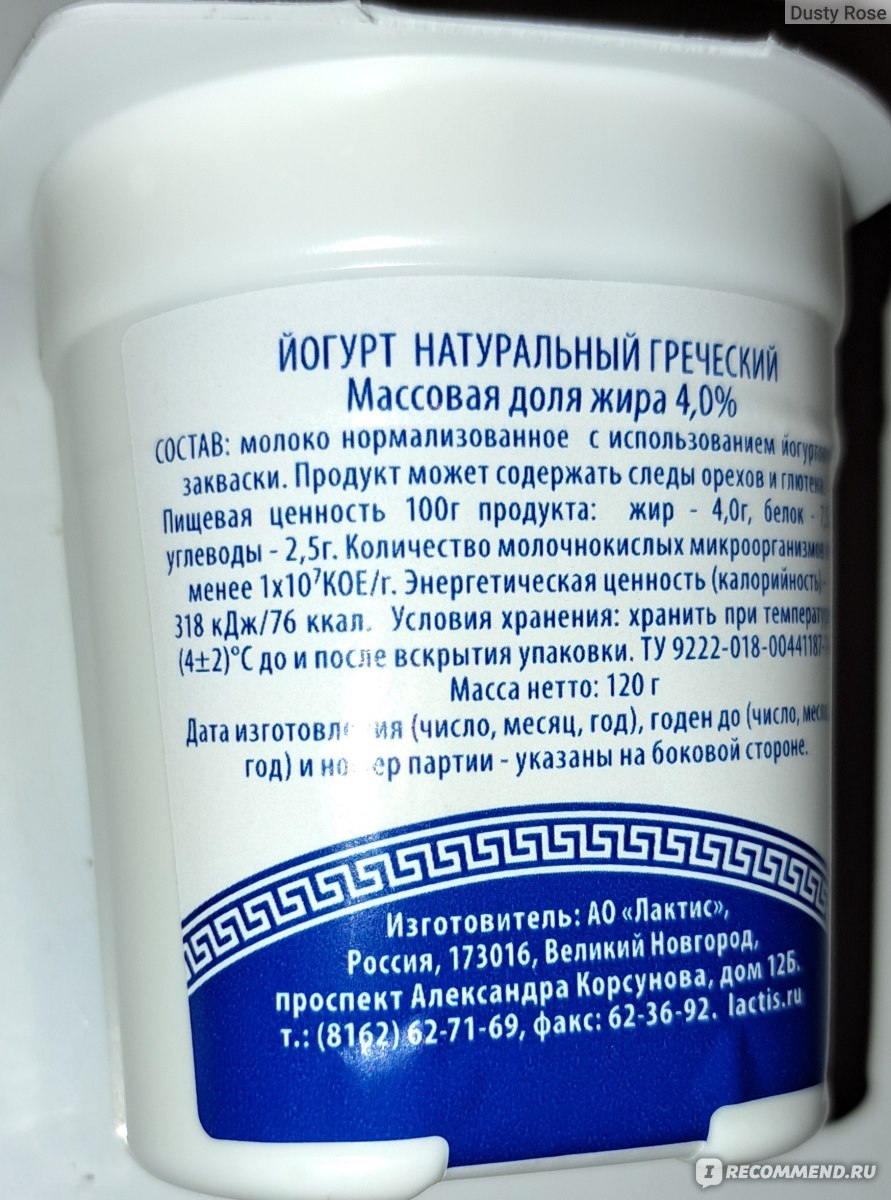 Dusty Rose
ЙОГУРТ НАТУРАЛЬНЫЙ ГРЕЧЕСКИЙ
Массовая доля жира 4,0%
СОСТАВ: молоко нормализованное с использованием
закваски. Продукт может содержать следы орехов и глютена
Пищевая ценность 100г продукта: жир - 4,0г, белок -
углеводы - 2,5г. Количество молочнокислых микроорганизмов
менее 1х10⁷КОЕ/г. Энергетическая ценность (калорийность) -
318 кДж/76 ккал. Условия хранения: хранить при
(4±2)°С до и после вскрытия упаковки. ТУ 9222-018-00441187-
Масса нетто: 120 г
Дата изготовления (число, месяц, год), годен до (число,
год) и номер партии - указаны на боковой стороне.
Изготовитель: АО «Лактис»,
Россия, 173016, Великий Новгород,
проспект Александра Корсунова, дом 12Б.
т.: (8162) 62-71-69, факс: 62-36-92. lactis.ru
IRECOMMEND.RU